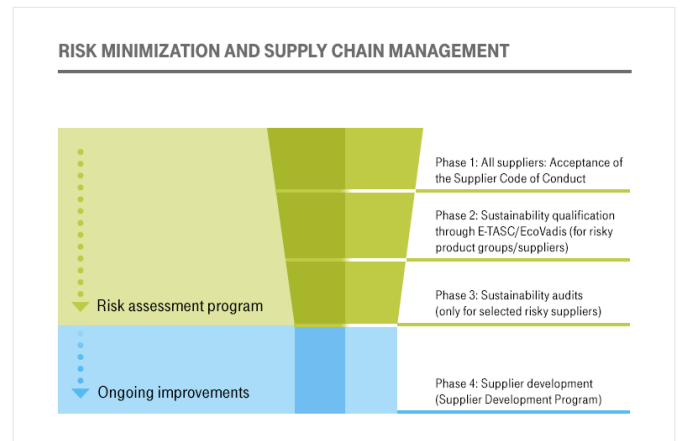 RISK MINIMIZATION AND SUPPLY CHAIN MANAGEMENT
Phase 1: All suppliers: Acceptance of
the Supplier Code of Conduct
Phase 2: Sustainability qualification
through E-TASC/EcoVadis (for risky
product groups/suppliers)
Phase 3: Sustainability audits
(only for selected risky suppliers)
Risk assessment program
Phase 4: Supplier development
(Supplier Development Program)
Ongoing improvements